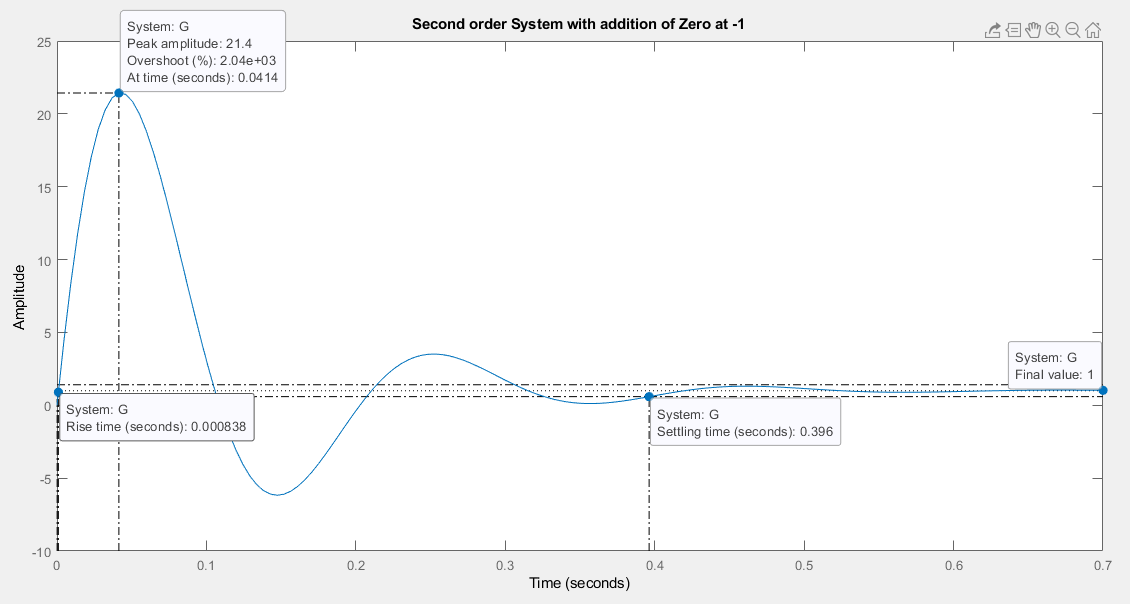 Second order System with addition of Zero at -1
System: G
Peak amplitude: 21.4
Overshoot (%): 2.04e+03
At time (seconds): 0.0414
System: G
Final value: 1
System: G
Rise time (seconds): 0.000838
System: G
Settling time (seconds): 0.396
Amplitude
25
20
15
10
5
0
-5
-10
0 0.1 0.2 0.3 0.4 0.5 0.6 0.7
Time (seconds)